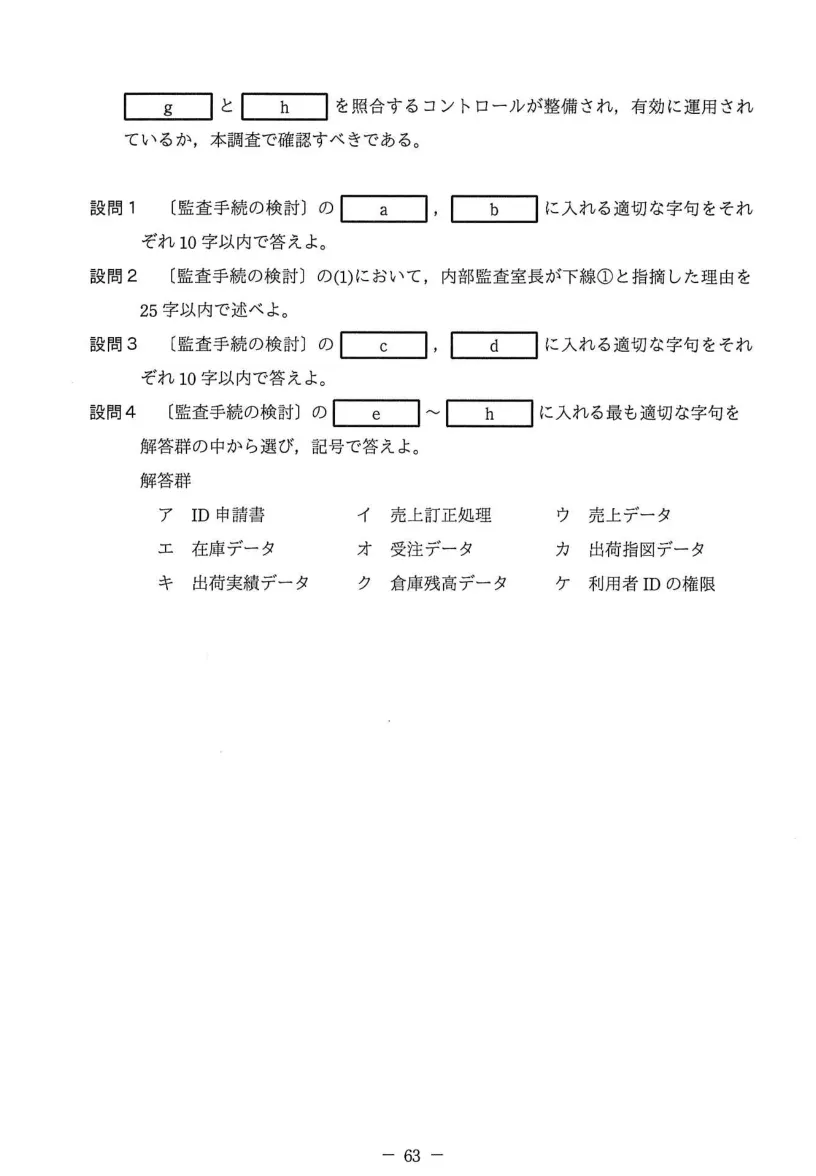 g と h を照合するコントロールが整備され，有効に運用され
ているか，本調査で確認すべきである。
設問1 〔監査手続の検討〕の a ， b に入れる適切な字句をそれ
ぞれ 10 字以内で答えよ。
設問2 〔監査手続の検討〕の(1)において，内部監査室長が下線①と指摘した理由を
25 字以内で述べよ。
設問3 〔監査手続の検討〕の c ， d に入れる適切な字句をそれ
ぞれ 10 字以内で答えよ。
設問4 〔監査手続の検討〕の e ～ h に入れる最も適切な字句を
解答群の中から選び，記号で答えよ。
解答群
ア ID 申請書 イ 売上訂正処理 ウ 売上データ
エ 在庫データ オ 受注データ カ 出荷指図データ
キ 出荷実績データ ク 倉庫残高データ ケ 利用者 ID の権限
－ 63 －